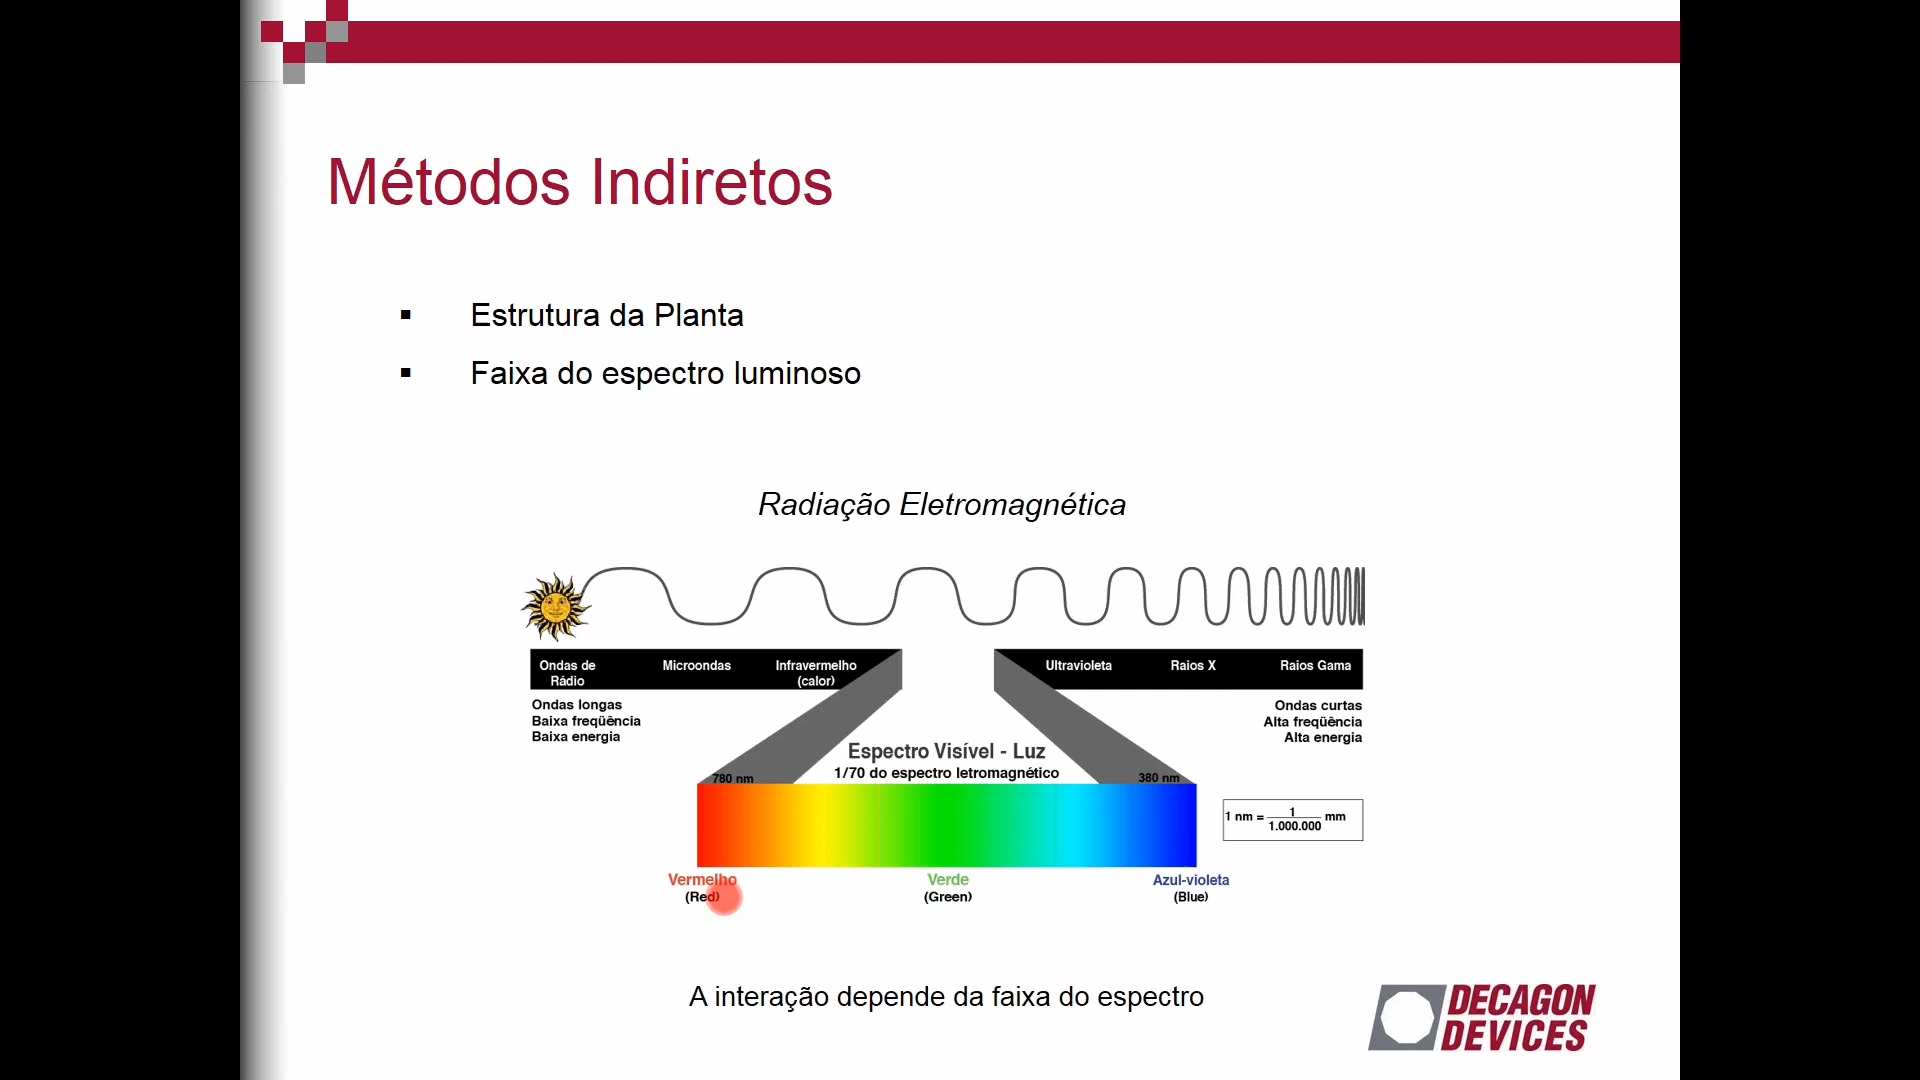 Métodos Indiretos
▪ Estrutura da Planta
▪ Faixa do espectro luminoso
Radiação Eletromagnética
Ondas de
Rádio
Microondas
Infravermelho
(calor)
Ultravioleta
Raios X
Raios Gama
Ondas longas
Baixa freqüência
Baixa energia
Ondas curtas
Alta freqüência
Alta energia
Espectro Visível - Luz
1/70 do espectro letromagnético
780 nm
380 nm
1 nm = 1/1.000.000 mm
Vermelho
(Red)
Verde
(Green)
Azul-violeta
(Blue)
A interação depende da faixa do espectro
DECAGON
DEVICES